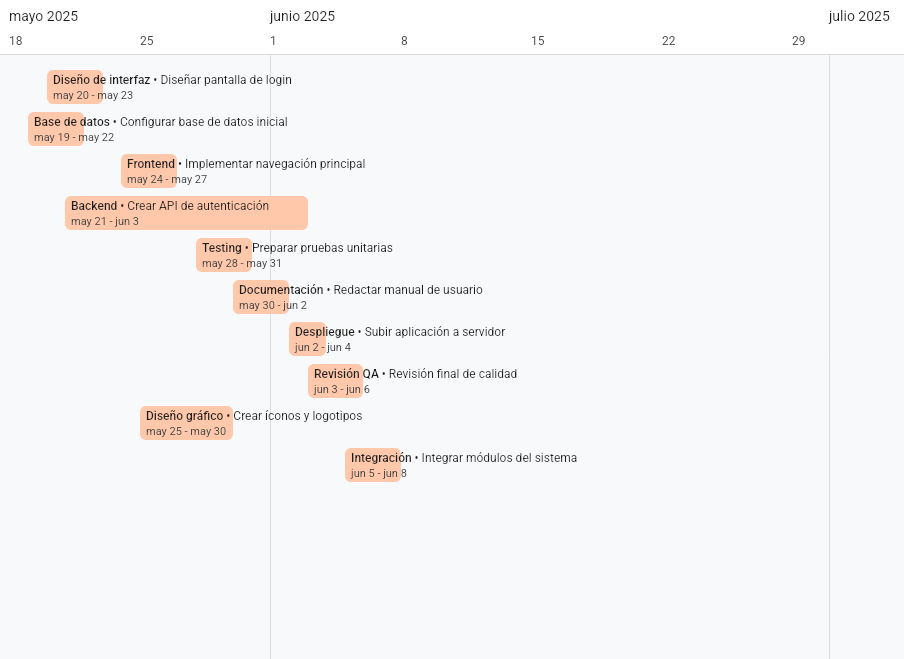 mayo 2025 junio 2025 julio 2025
18 25 1 8 15 22 29
Diseño de interfaz • Diseñar pantalla de login
may 20 - may 23
Base de datos • Configurar base de datos inicial
may 19 - may 22
Frontend • Implementar navegación principal
may 24 - may 27
Backend • Crear API de autenticación
may 21 - jun 3
Testing • Preparar pruebas unitarias
may 28 - may 31
Documentación • Redactar manual de usuario
may 30 - jun 2
Despliegue • Subir aplicación a servidor
jun 2 - jun 4
Revisión QA • Revisión final de calidad
jun 3 - jun 6
Diseño gráfico • Crear íconos y logotipos
may 25 - may 30
Integración • Integrar módulos del sistema
jun 5 - jun 8